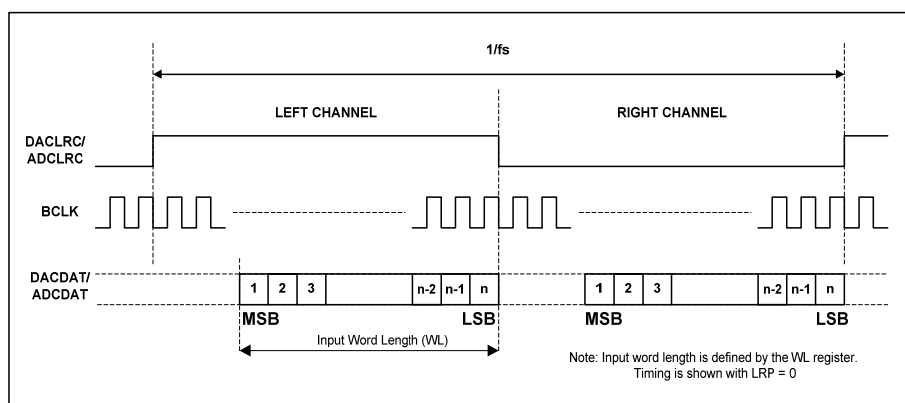 1/fs
LEFT CHANNEL
RIGHT CHANNEL
DACLRC/
ADCLRC
BCLK
DACDAT/
ADCDAT
1 2 3 n-2 n-1 n 1 2 3 n-2 n-1 n
MSB LSB MSB LSB
Input Word Length (WL)
Note: Input word length is defined by the WL register.
Timing is shown with LRP = 0